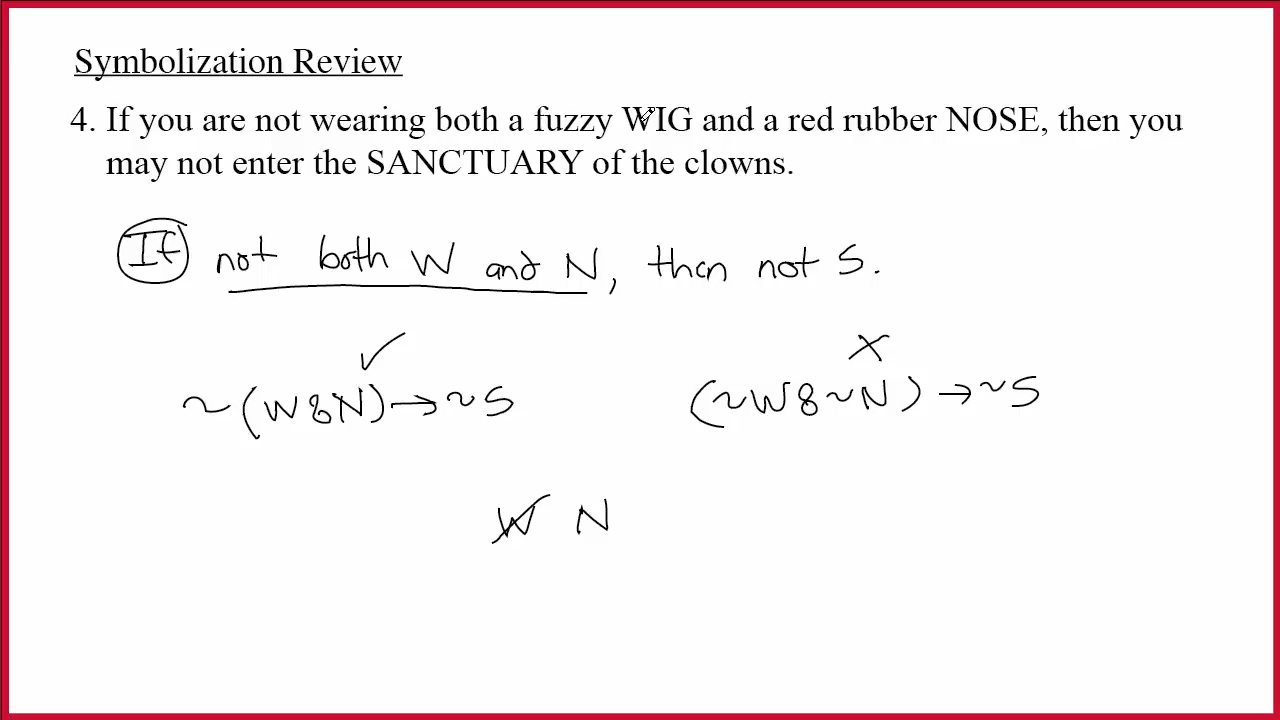 Symbolization Review
4. If you are not wearing both a fuzzy WIG and a red rubber NOSE, then you
may not enter the SANCTUARY of the clowns.
If not both W and N, then not S.
~(W&N)→~S (~W&~N)→~S
W N